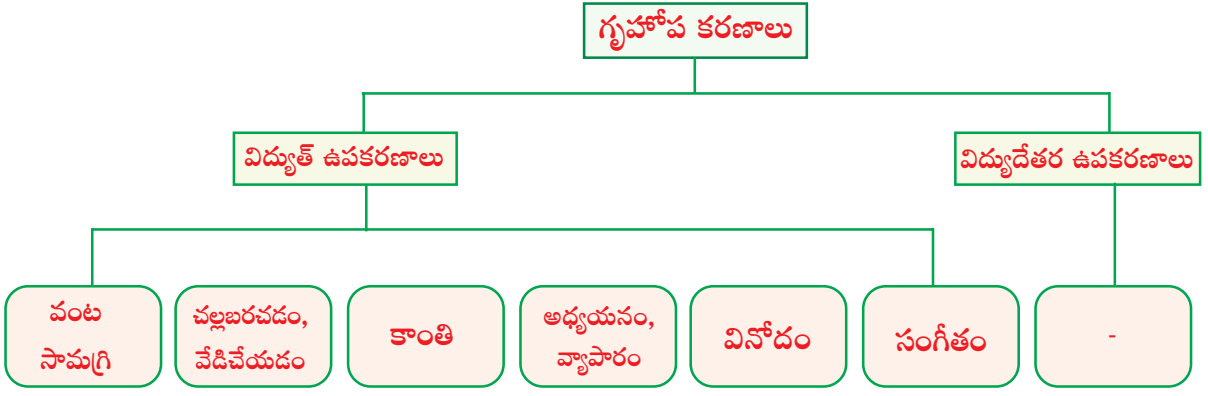 గృహోప కరణాలు
విద్యుత్ ఉపకరణాలు
విద్యుదేతర ఉపకరణాలు
వంట
సామగ్రి
చల్లబరచడం,
వేడిచేయడం
కాంతి
అధ్యయనం,
వ్యాపారం
వినోదం
సంగీతం
-